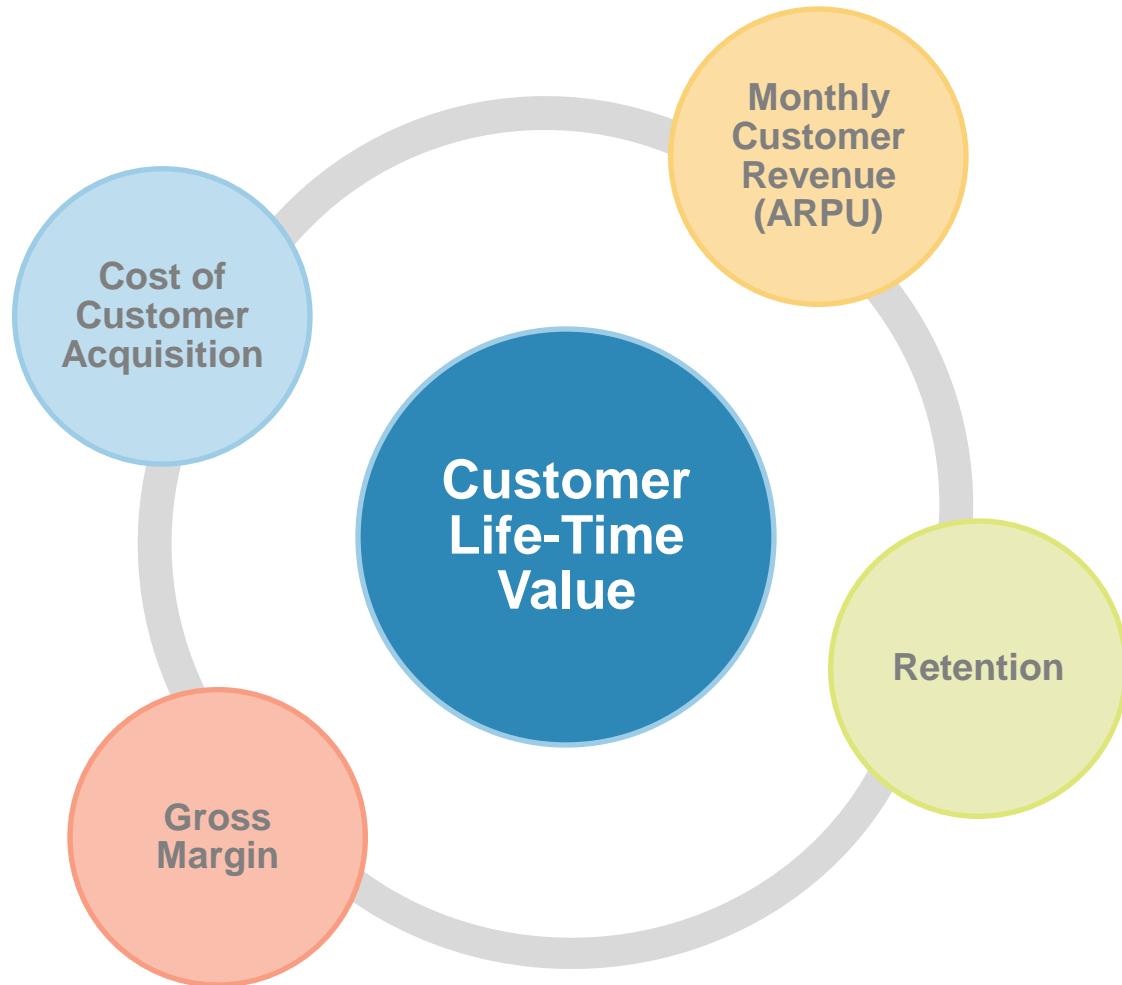 Monthly
Customer
Revenue
(ARPU)
Cost of
Customer
Acquisition
Customer
Life-Time
Value
Retention
Gross
Margin